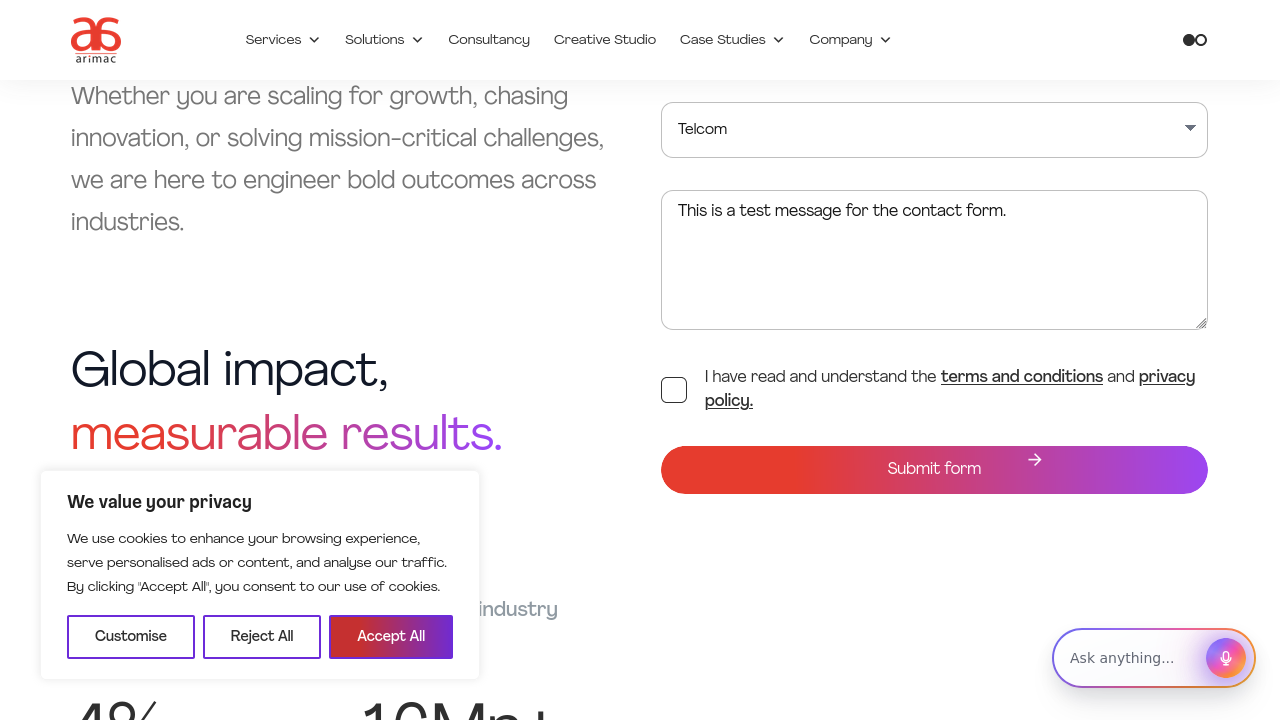 arimac
Services
Solutions
Consultancy
Creative Studio
Case Studies
Company
Whether you are scaling for growth, chasing
innovation, or solving mission-critical challenges,
we are here to engineer bold outcomes across
industries.
Global impact,
measurable results.
industry
Telcom
This is a test message for the contact form.
I have read and understand the terms and conditions and privacy
policy.
Submit form
We value your privacy
We use cookies to enhance your browsing experience,
serve personalised ads or content, and analyse our traffic.
By clicking "Accept All", you consent to our use of cookies.
Customise
Reject All
Accept All
Ask anything...